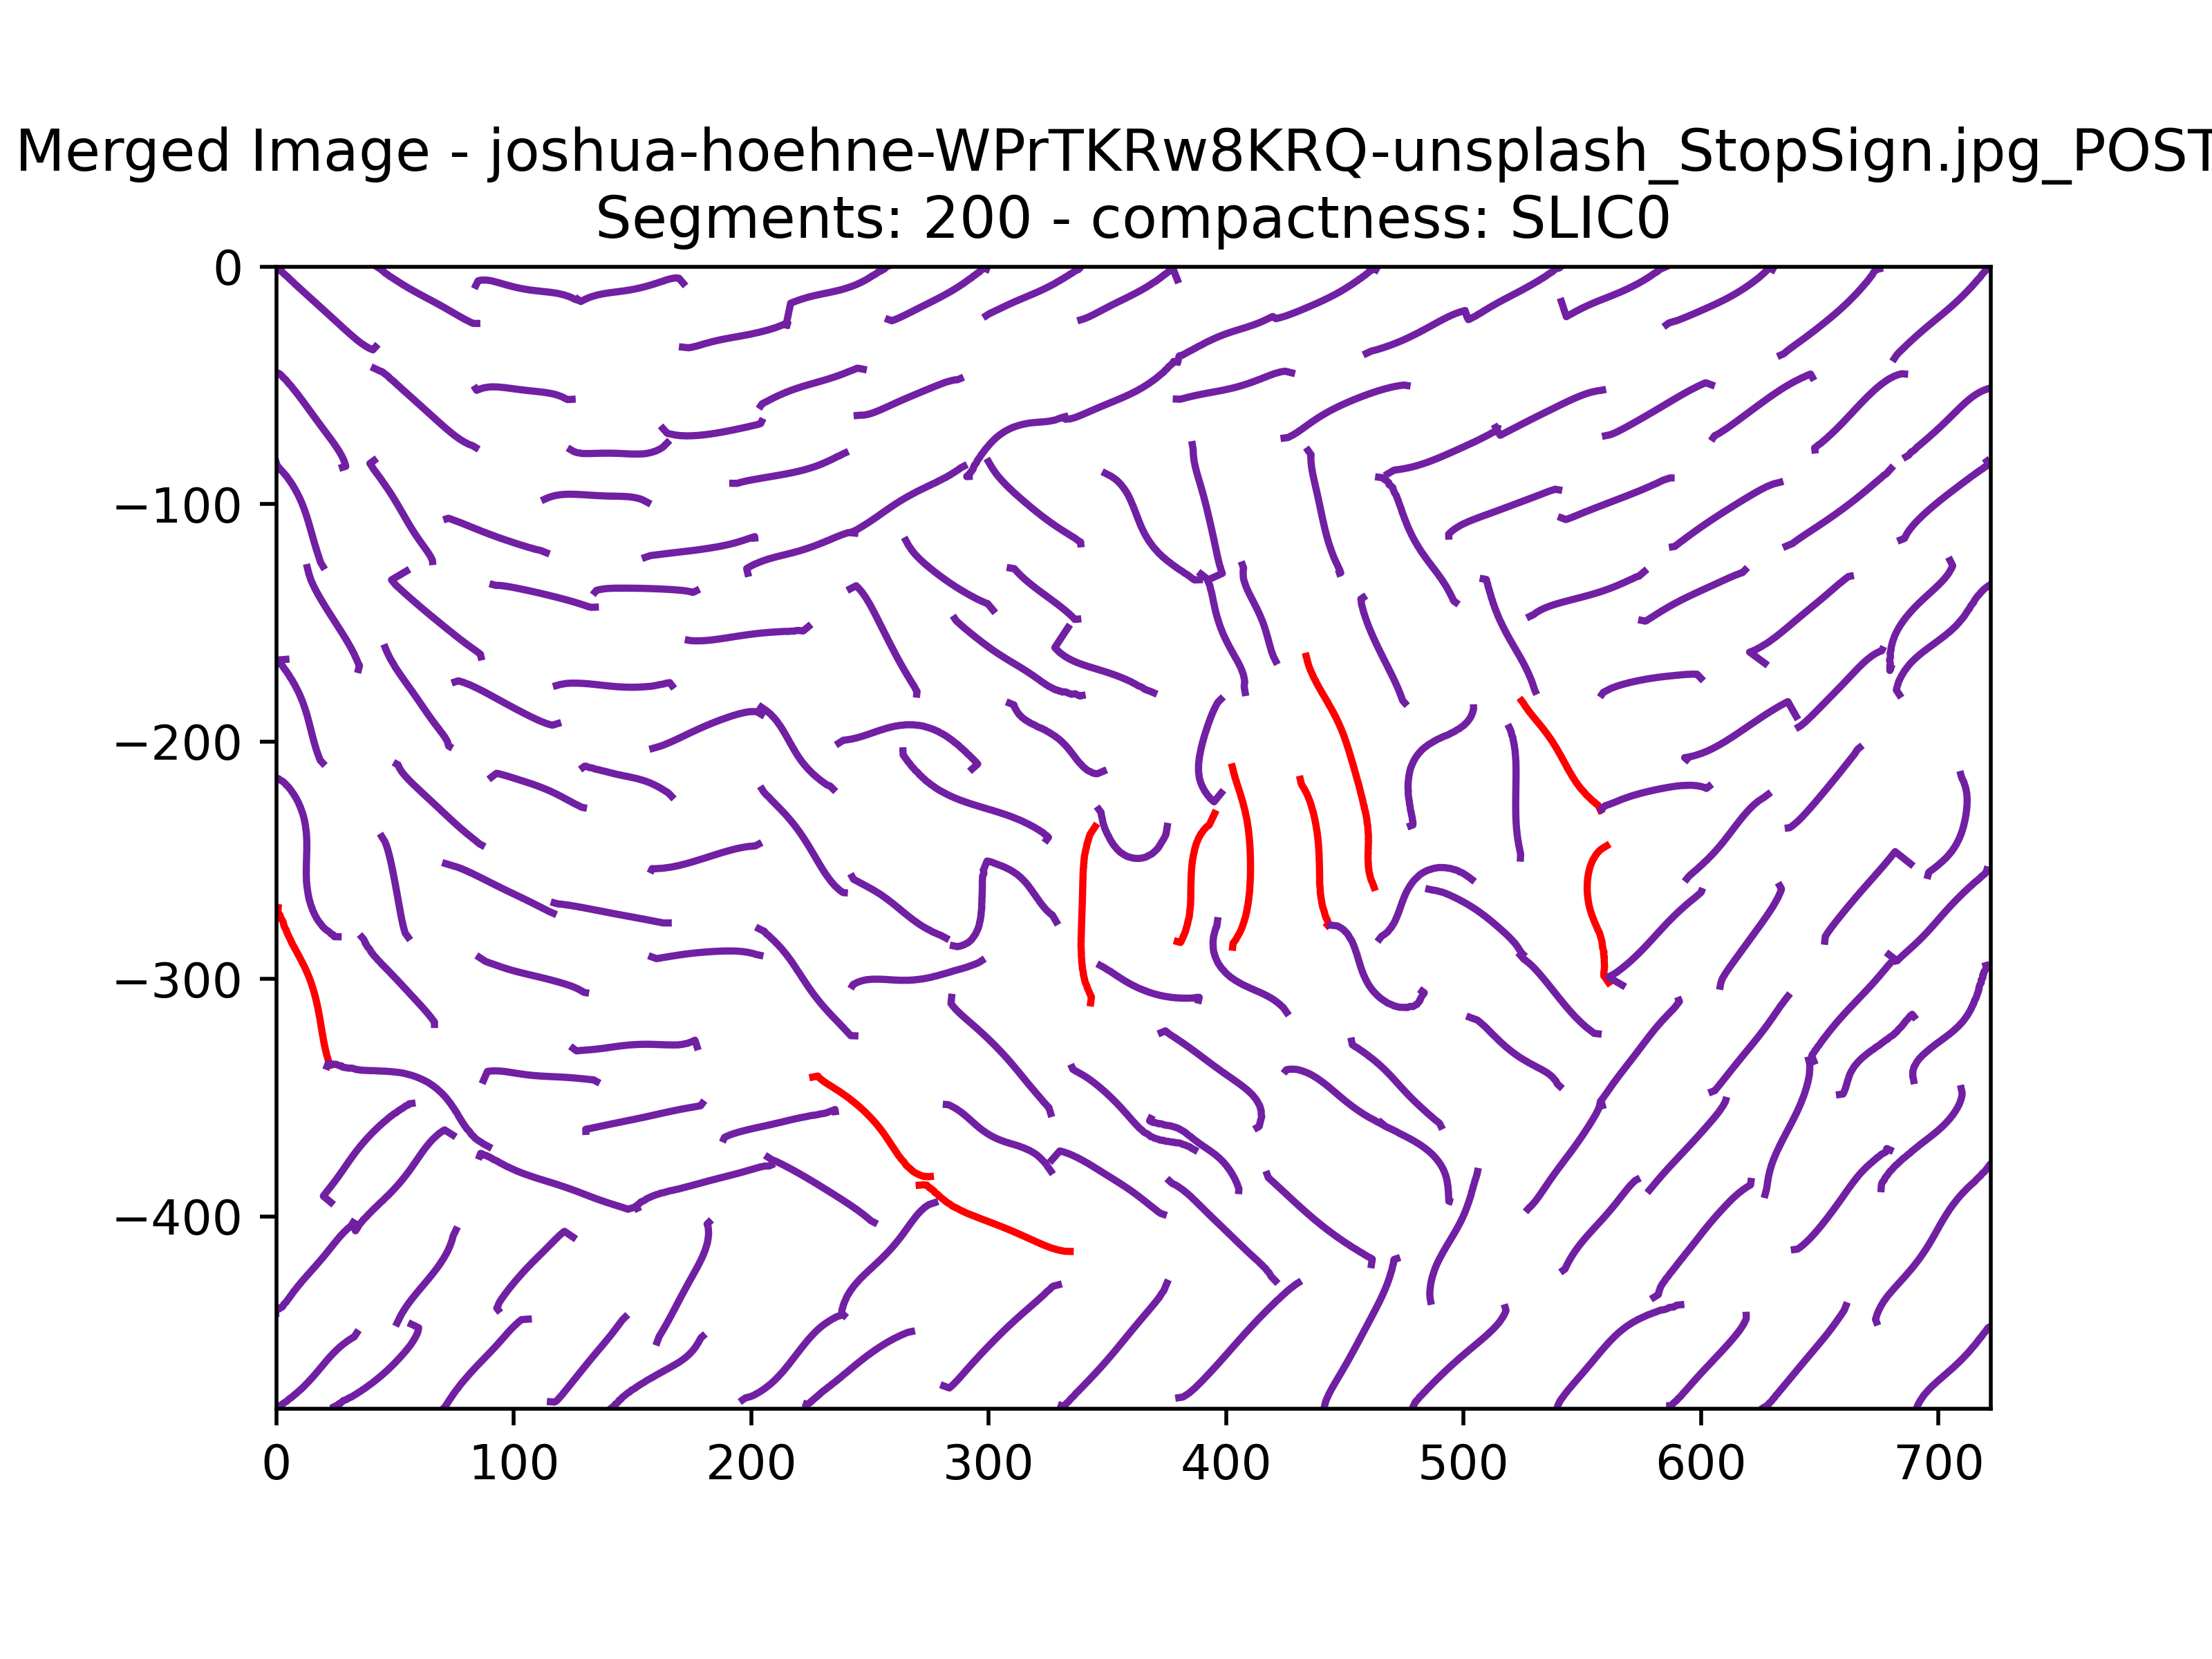 Merged Image - joshua-hoehne-WPrTKRw8KRQ-unsplash_StopSign.jpg_POST
Segments: 200 - compactness: SLIC0
0
−100
−200
−300
−400
0 100 200 300 400 500 600 700